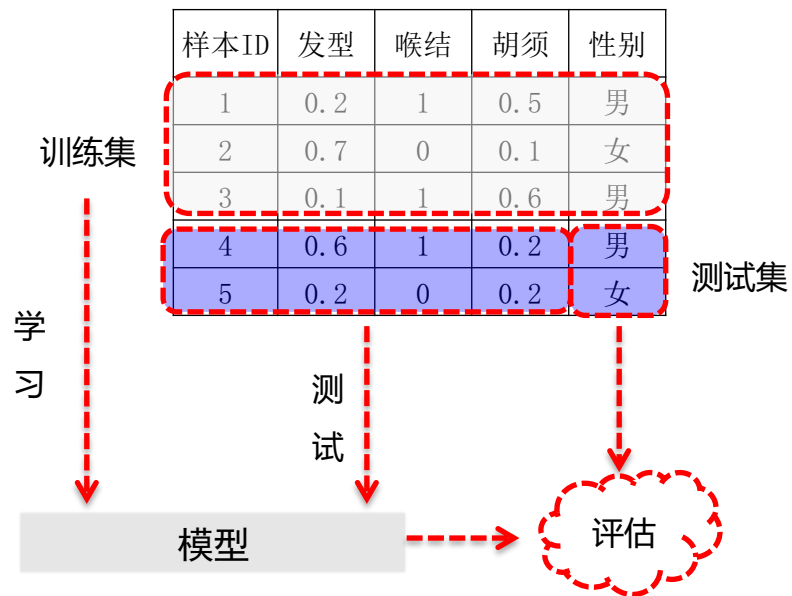 样本ID 发型 喉结 胡须 性别
1 0.2 1 0.5 男
训练集
2 0.7 0 0.1 女
3 0.1 1 0.6 男
4 0.6 1 0.2 男
测试集
5 0.2 0 0.2 女
学
习
测
试
模型
评估